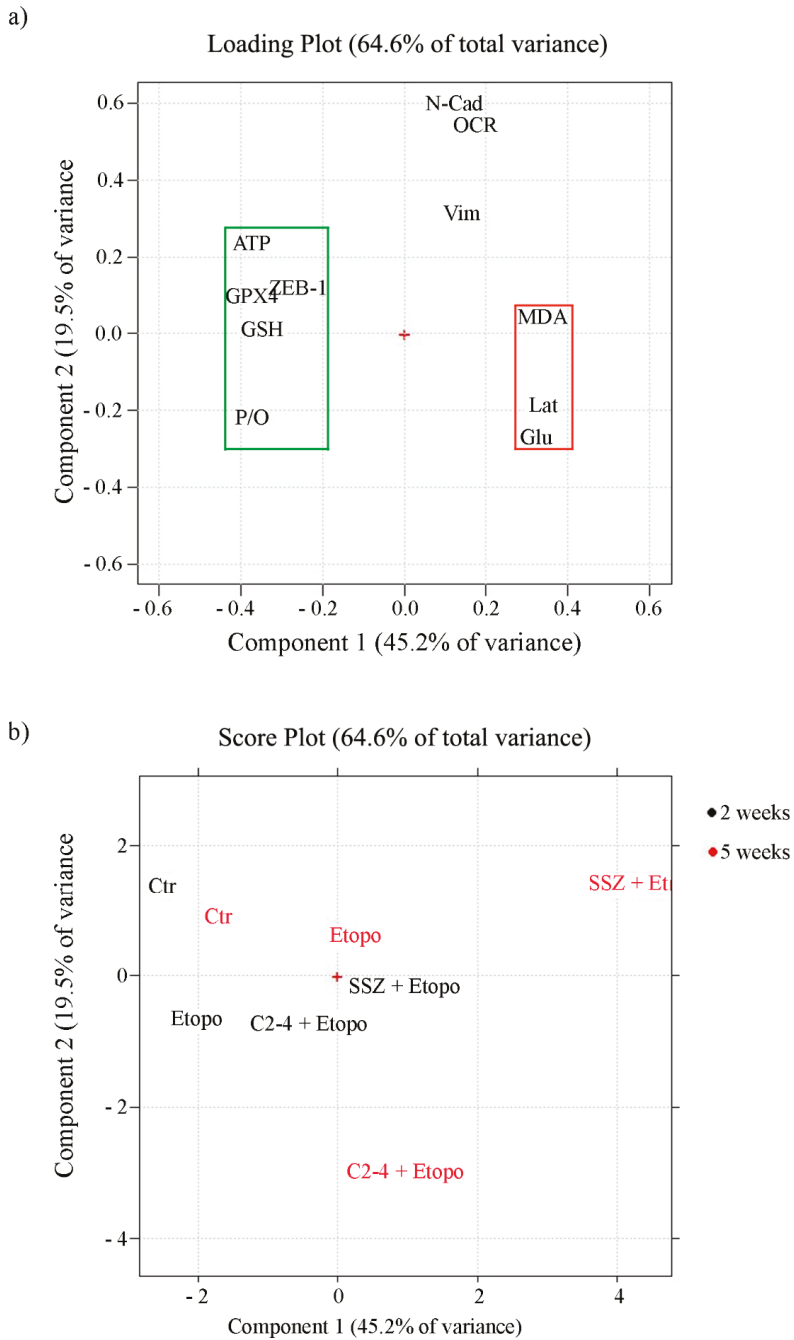 a)
Loading Plot (64.6% of total variance)
N-Cad
OCR
Vim
ATP
ZEB-1
GPX4
GSH
P/O
MDA
Lat
Glu
0.6
0.4
0.2
0.0
- 0.2
- 0.4
- 0.6
Component 2 (19.5% of variance
- 0.6 - 0.4 - 0.2 0.0 0.2 0.4 0.6
Component 1 (45.2% of variance)
b)
Score Plot (64.6% of total variance)
2 weeks
5 weeks
Ctr
Ctr
SSZ + Et
Etopo
SSZ + Etopo
Etopo
C2-4 + Etopo
C2-4 + Etopo
2
0
- 2
- 4
Component 2 (19.5% of variance
- 2 0 2 4
Component 1 (45.2% of variance)